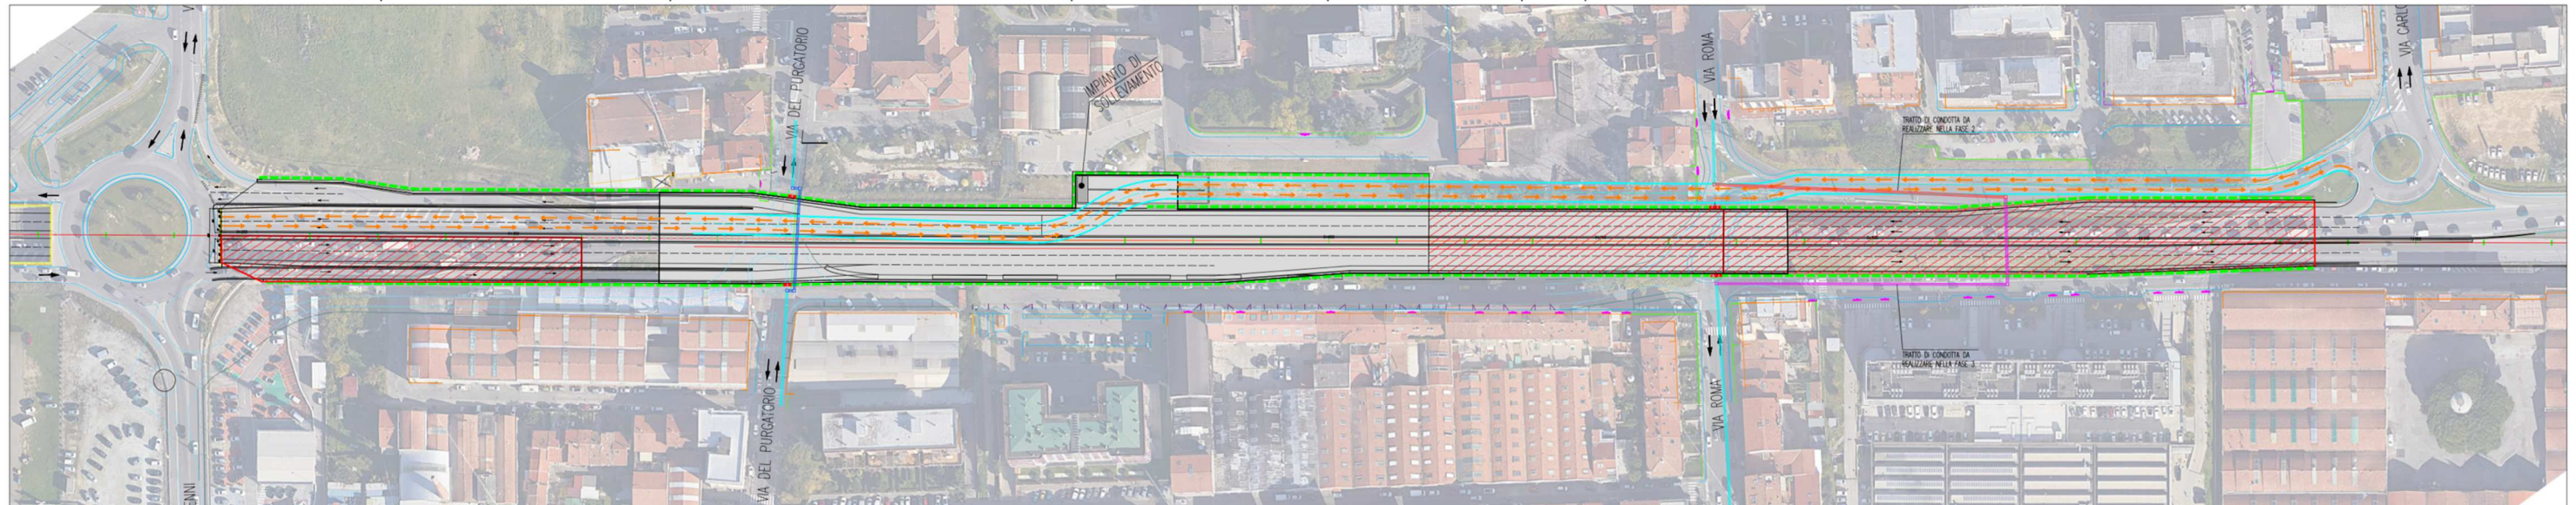 VIA DEL PURGATORIO
IMPIANTO DI
SOLLEVAMENTO
VIA ROMA
VIA CARLO
TRATTO DI CONDOTTA DA
REALIZZARE NELLA FASE 2
TRATTO DI CONDOTTA DA
REALIZZARE NELLA FASE 3
VIA DEL PURGATORIO
VIA ROMA